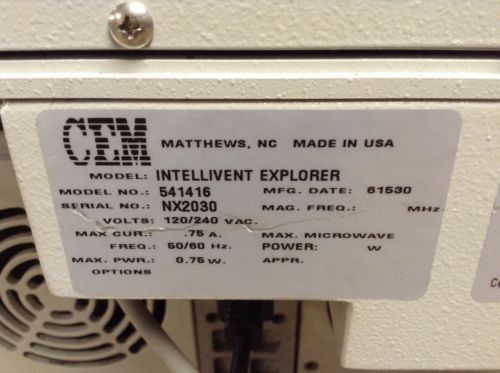 CEM MATTHEWS, NC MADE IN USA
MODEL: INTELLIVENT EXPLORER
MODEL NO.: 541416 MFG. DATE: 61530
SERIAL NO.: NX2030 MAG. FREQ.: MHz
VOLTS: 120/240 VAC.
MAX CUR.: .75 A. MAX. MICROWAVE
FREQ.: 50/60 Hz. POWER: W
MAX. PWR.: 0.75 W. APPR.
OPTIONS